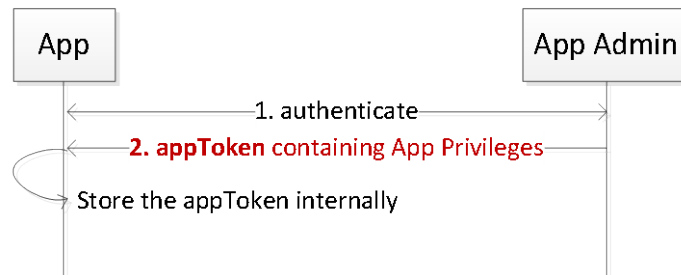 App
App Admin
1. authenticate
2. appToken containing App Privileges
Store the appToken internally